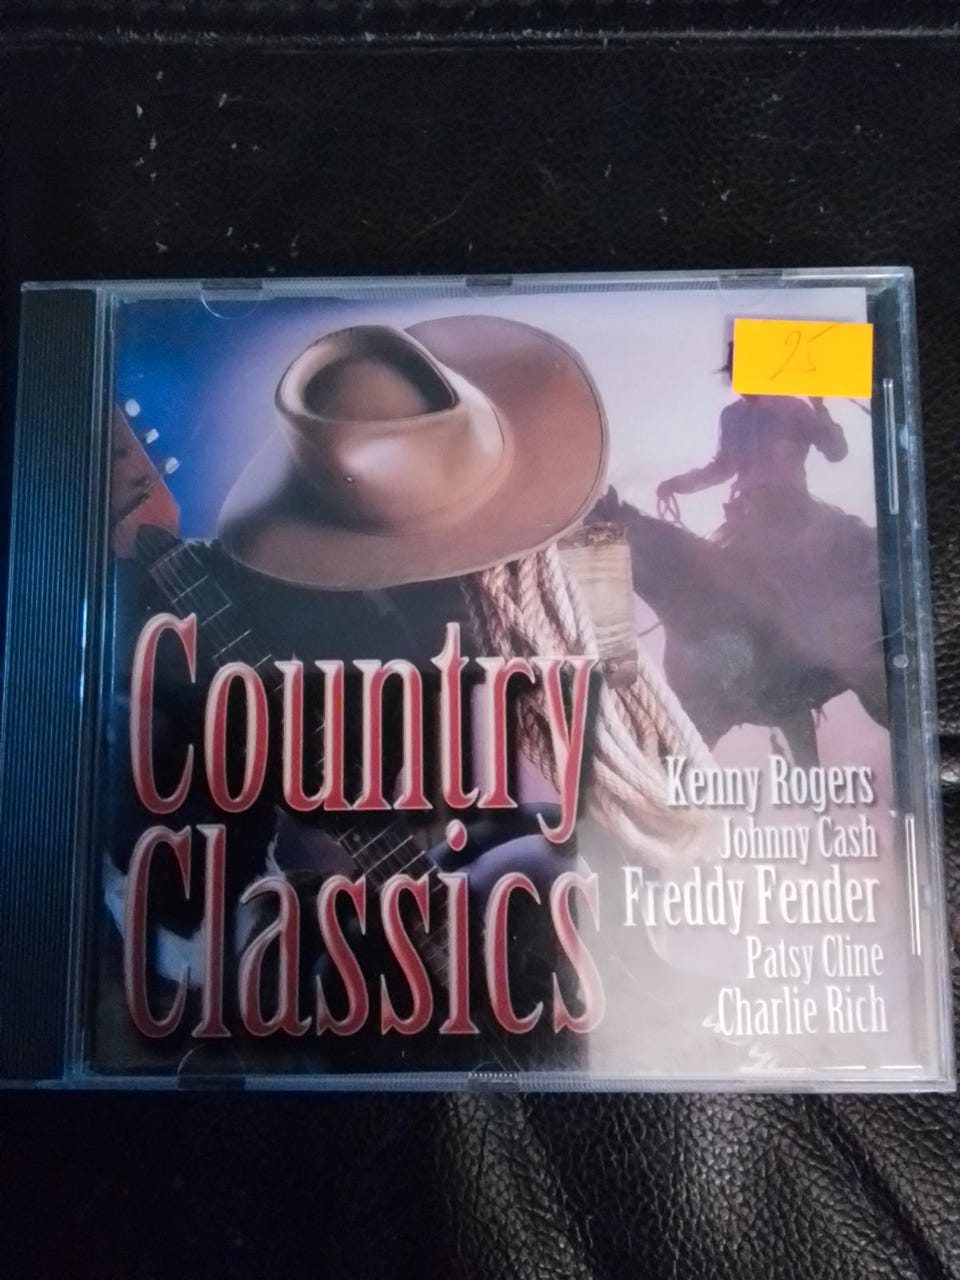 25
Country
Classics
Kenny Rogers
Johnny Cash
Freddy Fender
Patsy Cline
Charlie Rich